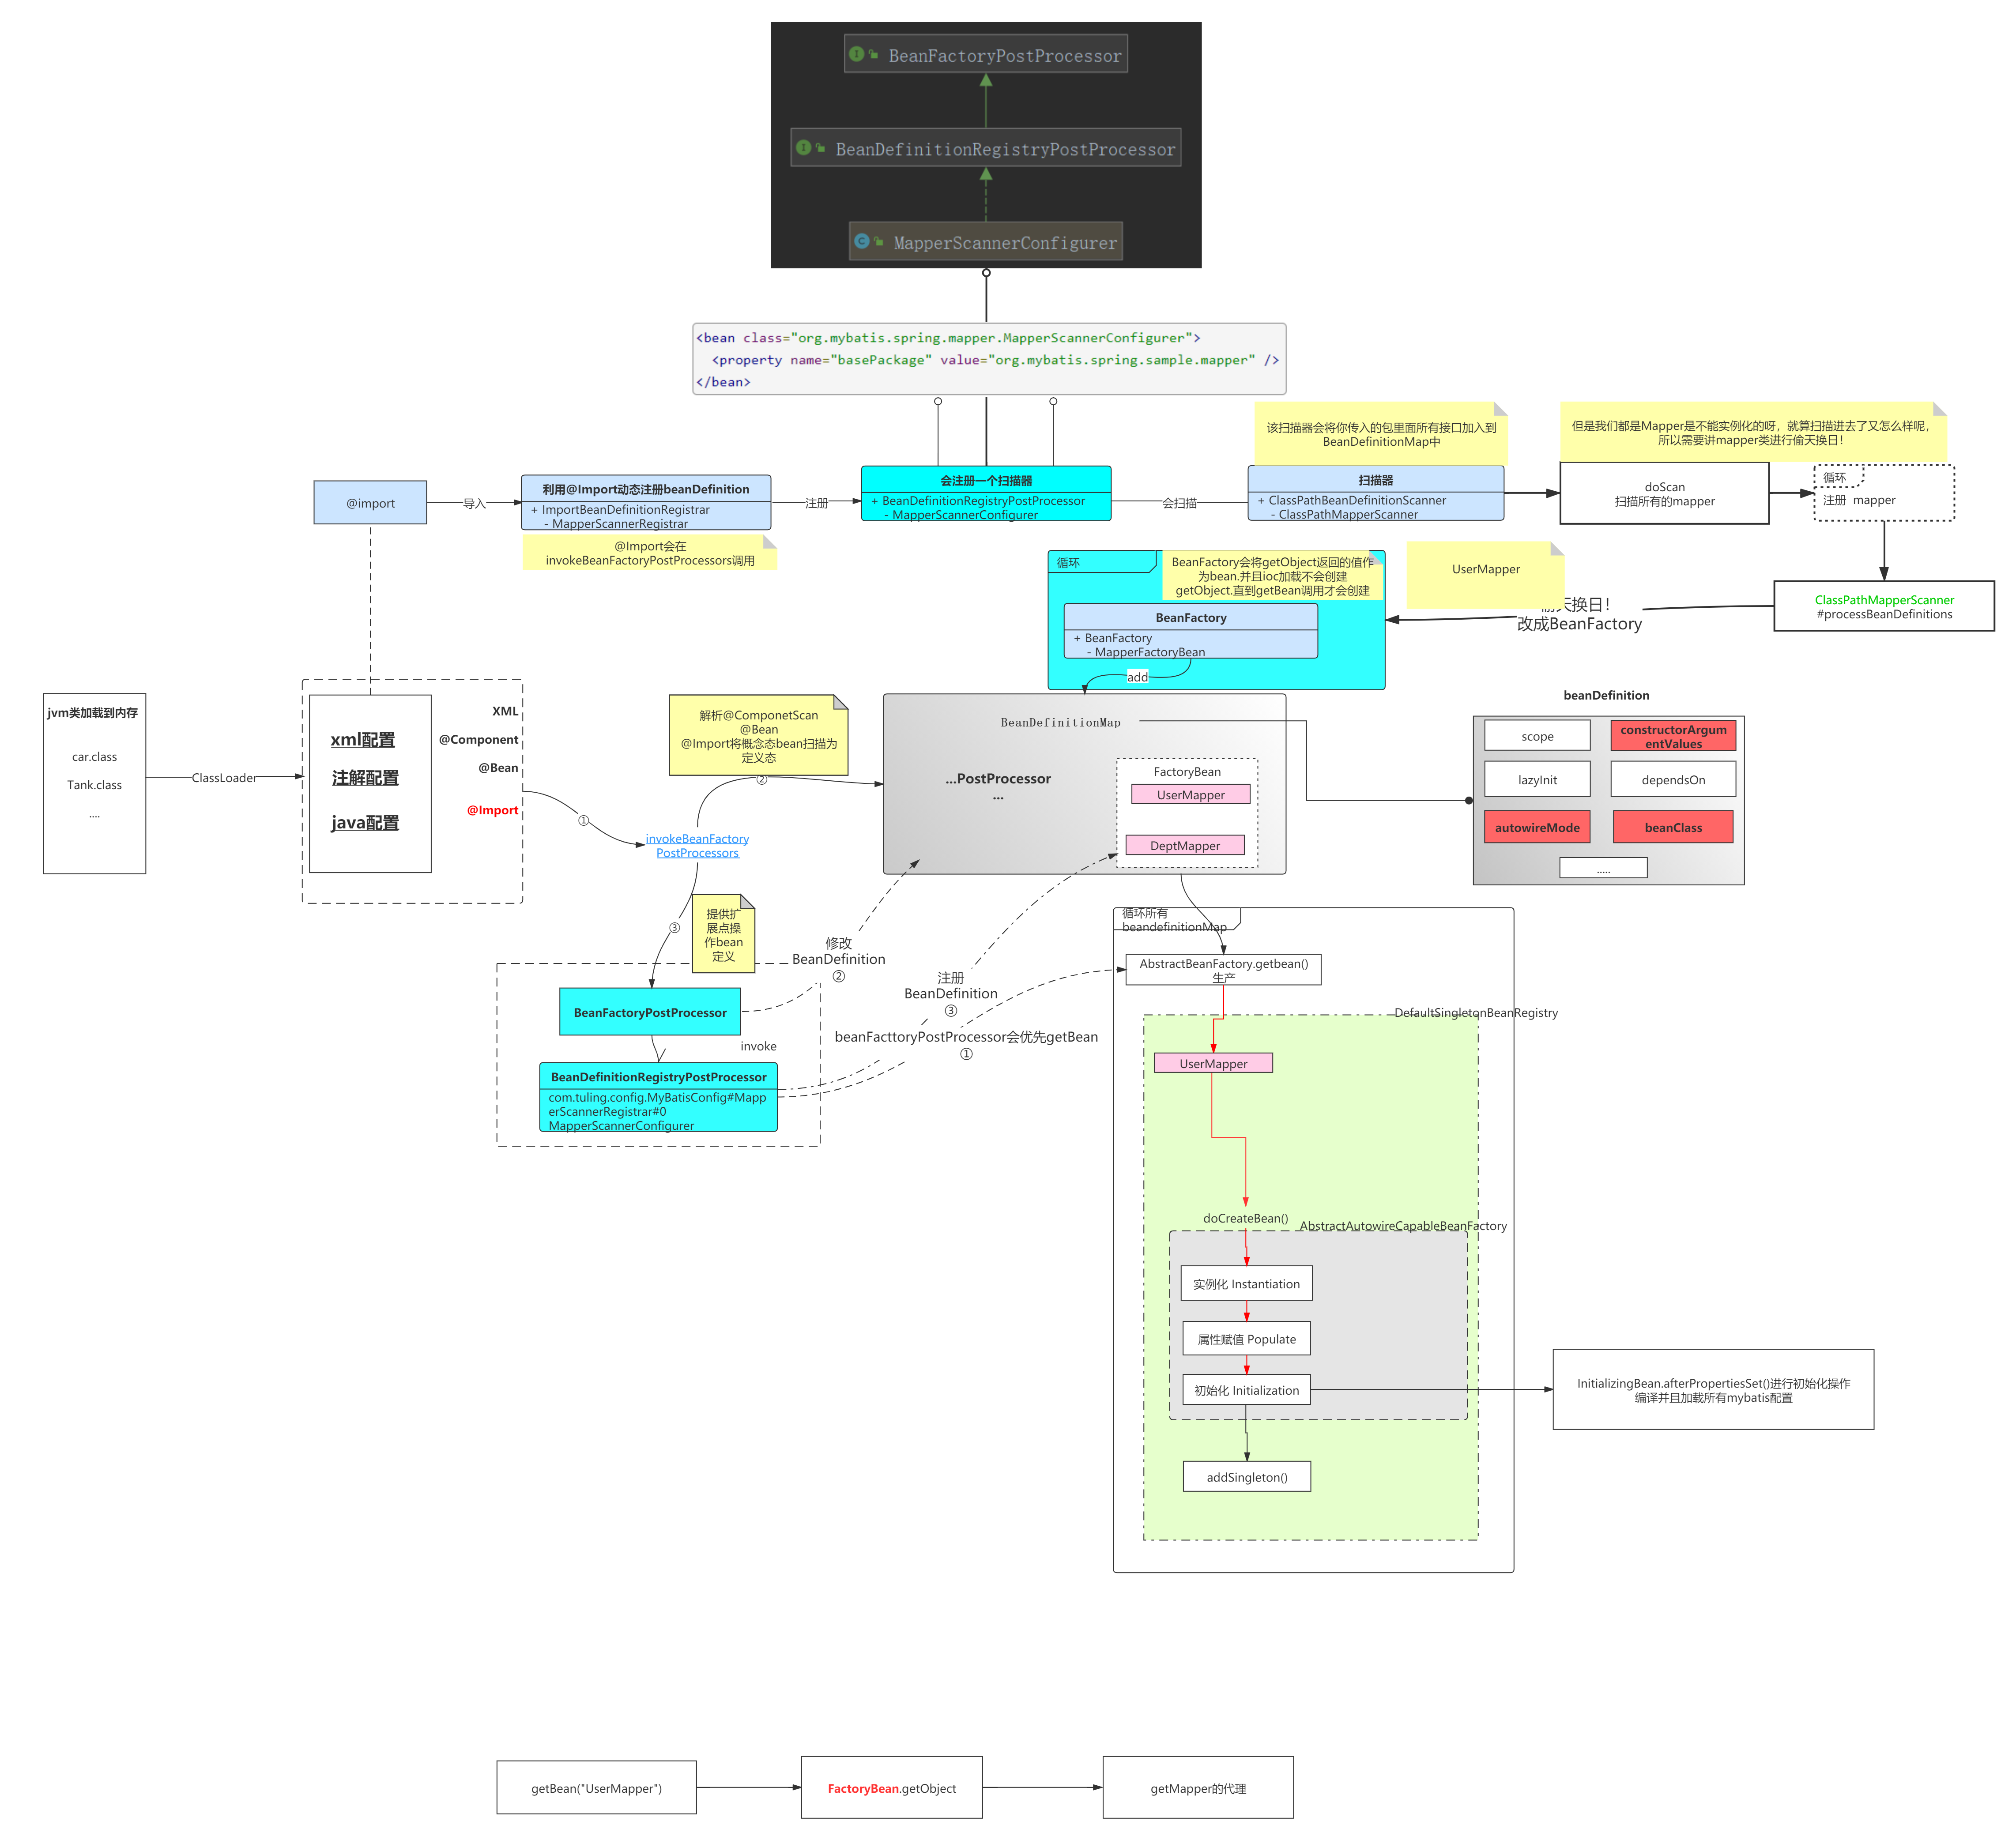 BeanFactoryPostProcessor
BeanDefinitionRegistryPostProcessor
MapperScannerConfigurer
<bean class="org.mybatis.spring.mapper.MapperScannerConfigurer">
<property name="basePackage" value="org.mybatis.spring.sample.mapper" />
</bean>
该扫描器会将你传入的包里面所有接口加入到
BeanDefinitionMap中
但是我们都是Mapper是不能实例化的呀，就算扫描进去了又怎么样呢，
所以需要讲mapper类进行偷天换日！
@import
导入
利用@Import动态注册beanDefinition
+ ImportBeanDefinitionRegistrar
- MapperScannerRegistrar
注册
会注册一个扫描器
+ BeanDefinitionRegistryPostProcessor
- MapperScannerConfigurer
会扫描
扫描器
+ ClassPathBeanDefinitionScanner
- ClassPathMapperScanner
doScan
扫描所有的mapper
循环
注册 mapper
@Import会在
invokeBeanFactoryPostProcessors调用
循环
BeanFactory会将getObject返回的值作
为bean.并且ioc加载不会创建
getObject.直到getBean调用才会创建
BeanFactory
+ BeanFactory
- MapperFactoryBean
add
UserMapper
偷天换日！
改成BeanFactory
ClassPathMapperScanner
#processBeanDefinitions
jvm类加载到内存
car.class
Tank.class
....
ClassLoader
xml配置
注解配置
java配置
XML
@Component
@Bean
@Import
①
invokeBeanFactory
PostProcessors
解析@ComponetScan
@Bean
@Import将概念态bean扫描为
定义态
②
BeanDefinitionMap
...PostProcessor
...
FactoryBean
UserMapper
DeptMapper
beanDefinition
scope
constructorArgum
entValues
lazyInit
dependsOn
autowireMode
beanClass
.....
③
提供扩
展点操
作bean
定义
修改
BeanDefinition
②
注册
BeanDefinition
③
beanFacttoryPostProcessor会优先getBean
①
BeanFactoryPostProcessor
invoke
BeanDefinitionRegistryPostProcessor
com.tuling.config.MyBatisConfig#Mapp
erScannerRegistrar#0
MapperScannerConfigurer
循环所有
beandefinitionMap
AbstractBeanFactory.getbean()
生产
DefaultSingletonBeanRegistry
UserMapper
doCreateBean()
AbstractAutowireCapableBeanFactory
实例化 Instantiation
属性赋值 Populate
初始化 Initialization
addSingleton()
InitializingBean.afterPropertiesSet()进行初始化操作
编译并且加载所有mybatis配置
getBean("UserMapper")
FactoryBean.getObject
getMapper的代理